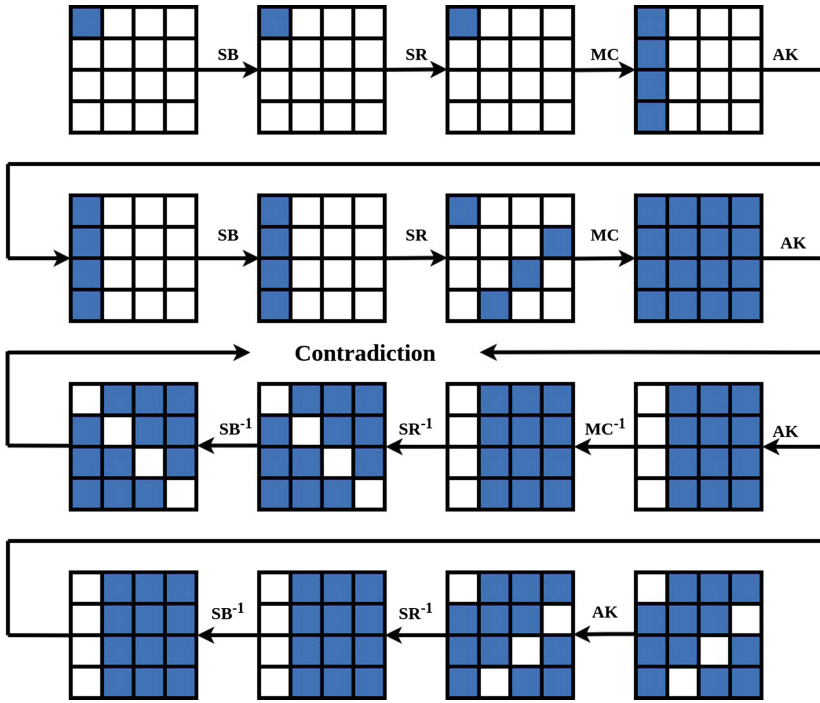 SB SR MC AK
SB SR MC AK
Contradiction
SB⁻¹ SR⁻¹ MC⁻¹ AK
SB⁻¹ SR⁻¹ AK